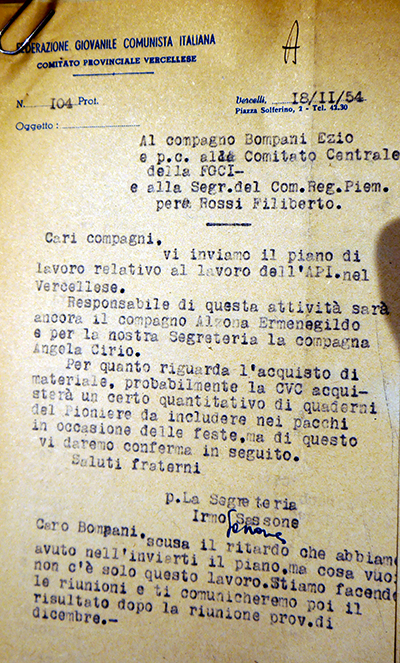 FEDERAZIONE GIOVANILE COMUNISTA ITALIANA
COMITATO PROVINCIALE VERCELLESE
A
N. 104 Prot.
Vercelli, 18/II/54
Piazza Solferino, 2 - Tel. 42.30
Oggetto :
Al compagno Bompani Ezio
e p.c. alla Comitato Centrale
della FGCI-
e alla Segr.del Com.Reg.Piem.
pera Rossi Filiberto.
Cari compagni,
vi inviamo il piano di
lavoro relativo al lavoro dell'API.nel
Vercellese.
Responsabile di questa attività sarà
ancora il compagno Alzona Ermenegildo
e per la nostra Segreteria la compagna
Angela Cirio.
Per quanto riguarda l'acquisto di
materiale, probabilmente la CVC acqui-
sterà un certo quantitativo di quaderni
del Pioniere da includere nei pacchi
in occasione delle feste,ma di questo
vi daremo conferma in seguito.
Saluti fraterni
p.La Segreteria
Irmo Sassone
Sassone
Caro Bompani,scusa il ritardo che abbiamo
avuto nell'inviarti il piano,ma cosa vuoi
non c'è solo questo lavoro.Stiamo facendo
le riunioni e ti comunicheremo poi il
risultato dopo la riunione prov.di
dicembre.-